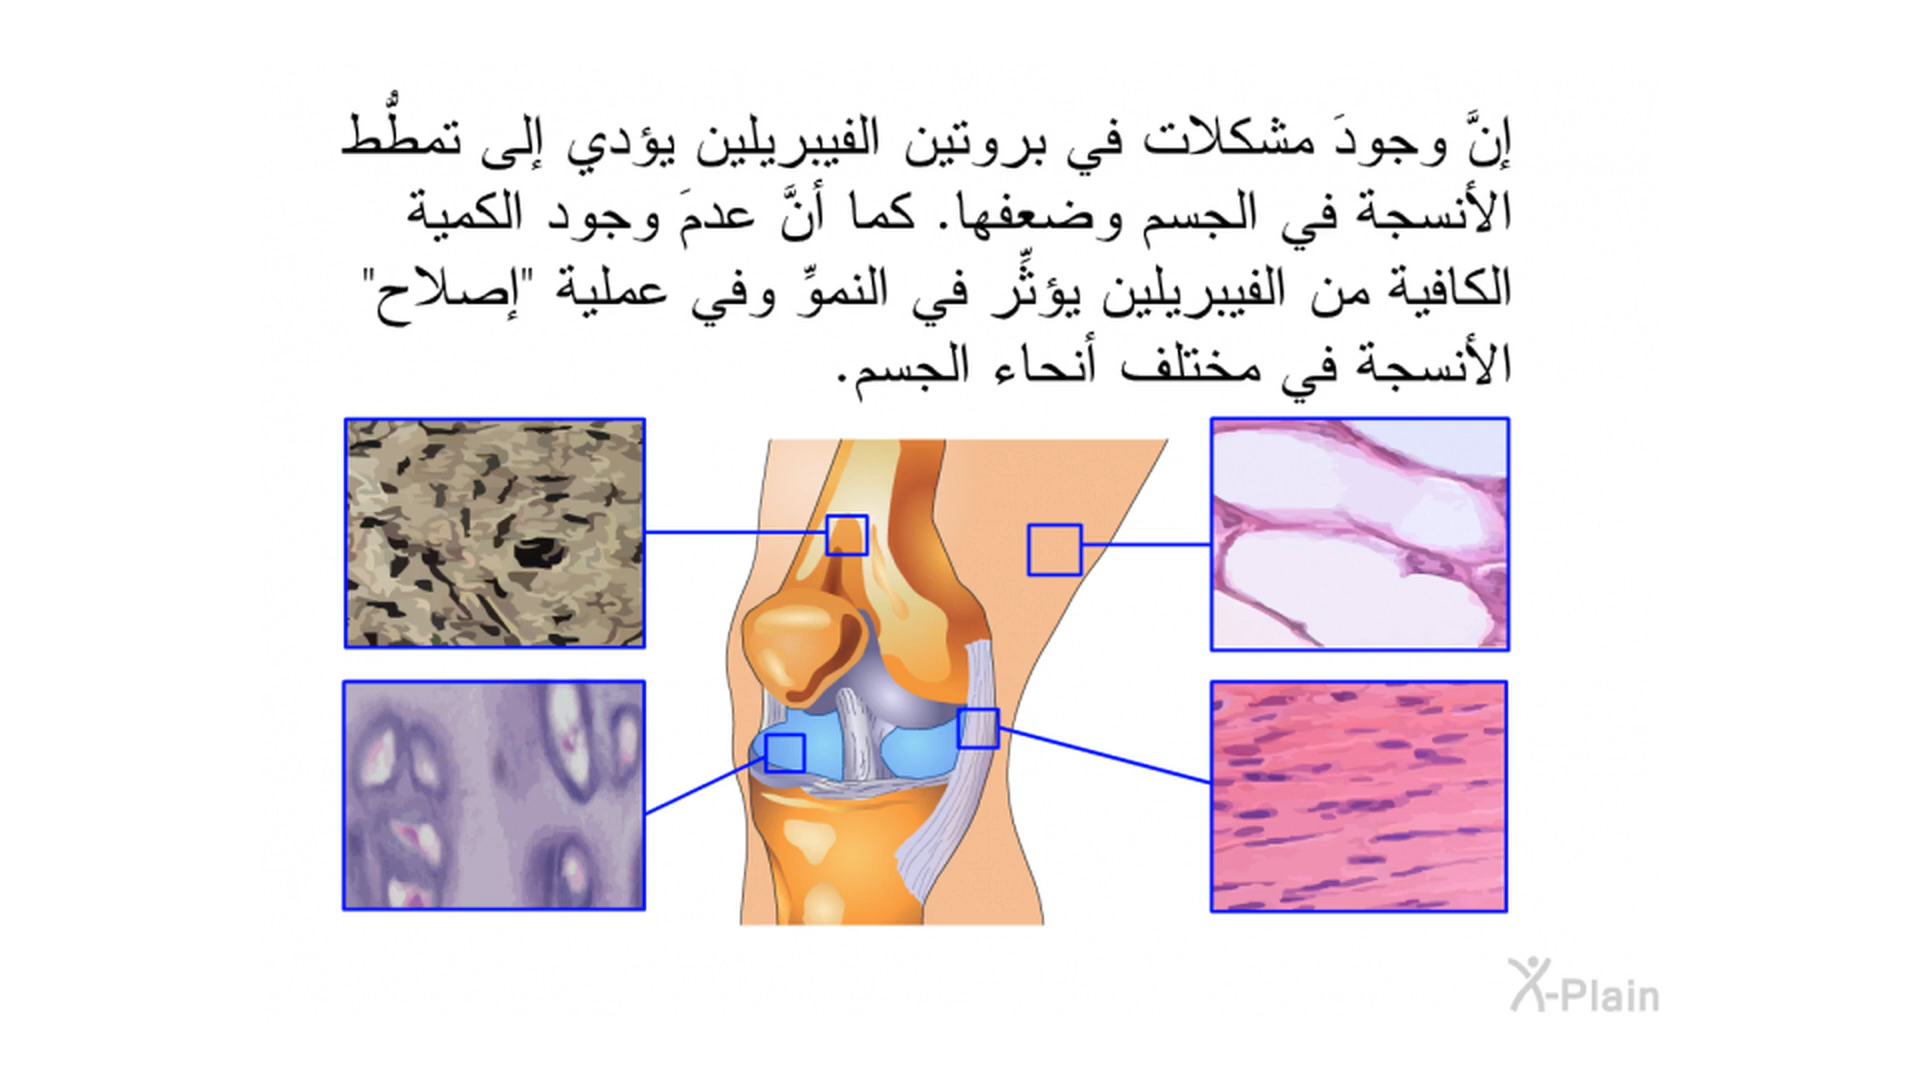 إنَّ وجودَ مشكلات في بروتين الفيبريلين يؤدي إلى تمطُّط
الأنسجة في الجسم وضعفها. كما أنَّ عدمَ وجود الكمية
الكافية من الفيبريلين يؤثِّر في النموِّ وفي عملية "إصلاح"
الأنسجة في مختلف أنحاء الجسم.
X-Plain